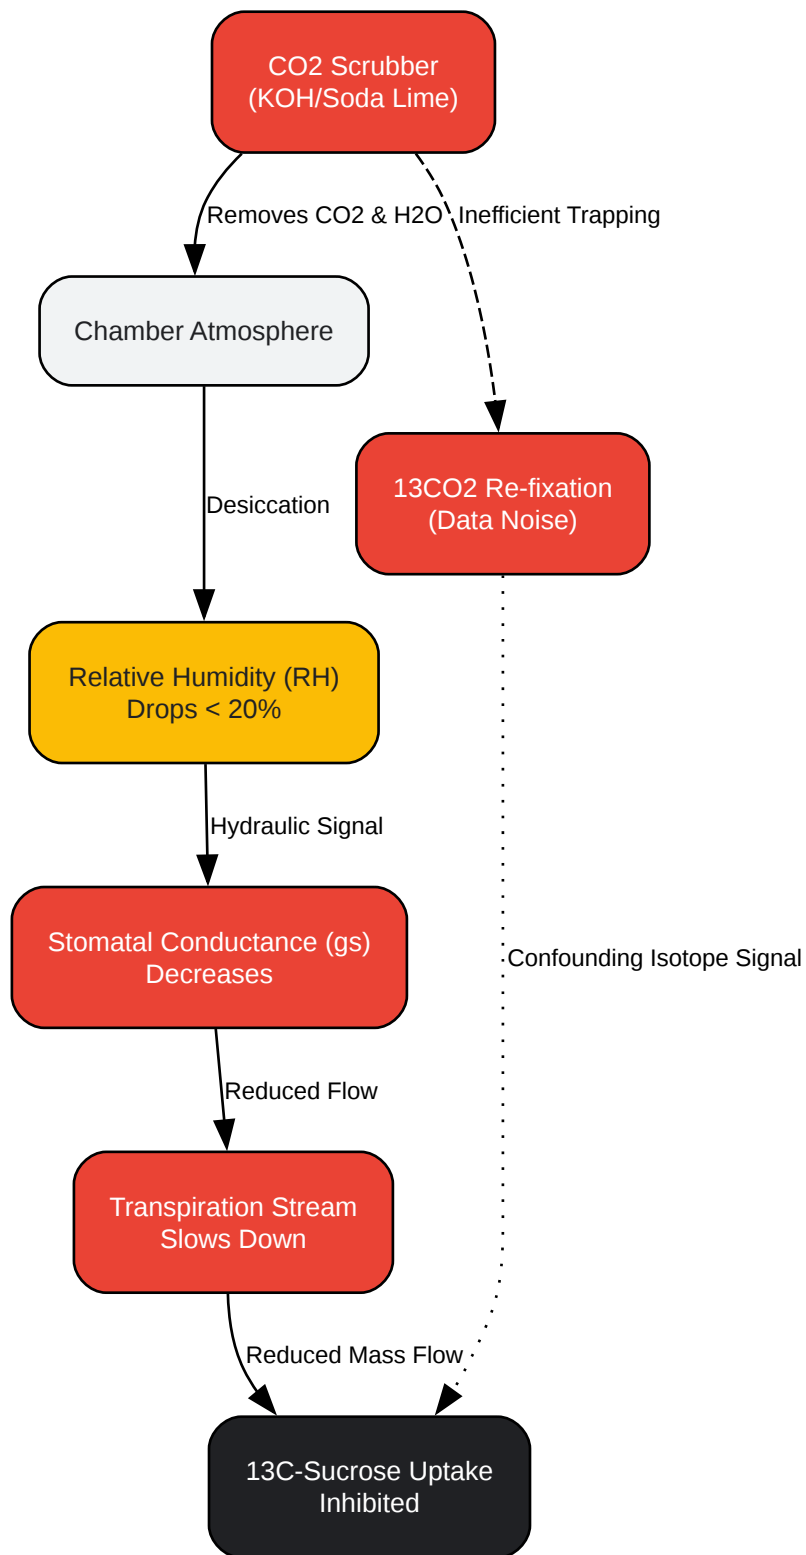 CO2 Scrubber
(KOH/Soda Lime)
Removes CO2 & H2O
Inefficient Trapping
Chamber Atmosphere
13CO2 Re-fixation
(Data Noise)
Desiccation
Relative Humidity (RH)
Drops < 20%
Hydraulic Signal
Stomatal Conductance (gs)
Decreases
Confounding Isotope Signal
Reduced Flow
Transpiration Stream
Slows Down
Reduced Mass Flow
13C-Sucrose Uptake
Inhibited